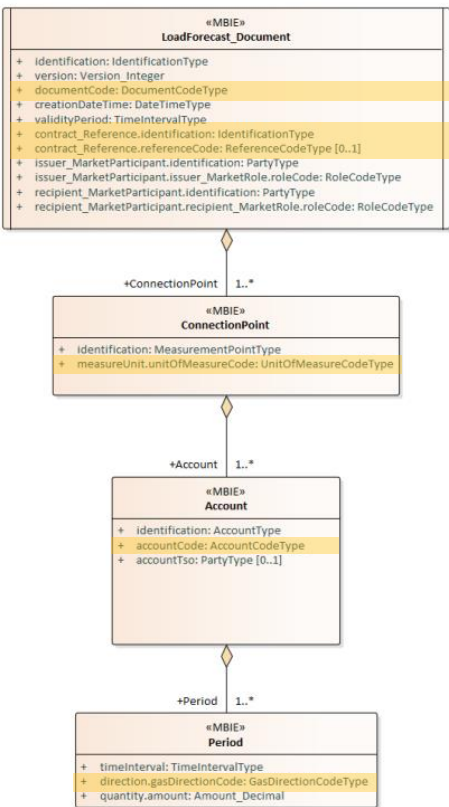 «MBIE»
LoadForecast_Document
+ identification: IdentificationType
+ version: Version_Integer
+ documentCode: DocumentCodeType
+ creationDateTime: DateTimeType
+ validityPeriod: TimeIntervalType
+ contract_Reference.identification: IdentificationType
+ contract_Reference.referenceCode: ReferenceCodeType [0..1]
+ issuer_MarketParticipant.identification: PartyType
+ issuer_MarketParticipant.issuer_MarketRole.roleCode: RoleCodeType
+ recipient_MarketParticipant.identification: PartyType
+ recipient_MarketParticipant.recipient_MarketRole.roleCode: RoleCodeType
+ConnectionPoint 1..*
«MBIE»
ConnectionPoint
+ identification: MeasurementPointType
+ measureUnit.unitOfMeasureCode: UnitOfMeasureCodeType
+Account 1..*
«MBIE»
Account
+ identification: AccountType
+ accountCode: AccountCodeType
+ accountTso: PartyType [0..1]
+Period 1..*
«MBIE»
Period
+ timeInterval: TimeIntervalType
+ direction.gasDirectionCode: GasDirectionCodeType
+ quantity.amount: Amount_Decimal